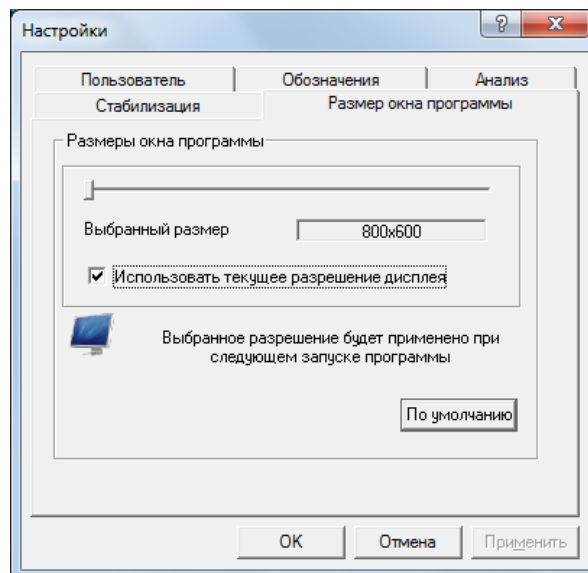 Настройки
Пользователь
Обозначения
Анализ
Стабилизация
Размер окна программы
Размеры окна программы
Выбранный размер
800x600
Использовать текущее разрешение дисплея
Выбранное разрешение будет применено при
следующем запуске программы
По умолчанию
OK
Отмена
Применить